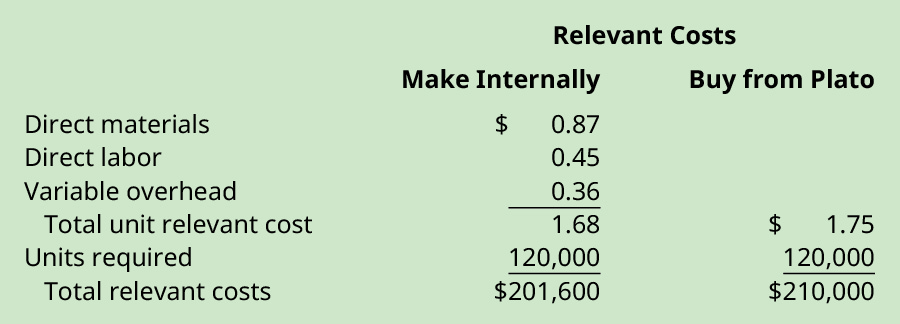 Relevant Costs
Make Internally Buy from Plato
Direct materials $ 0.87
Direct labor 0.45
Variable overhead 0.36
Total unit relevant cost 1.68 $ 1.75
Units required 120,000 120,000
Total relevant costs $201,600 $210,000